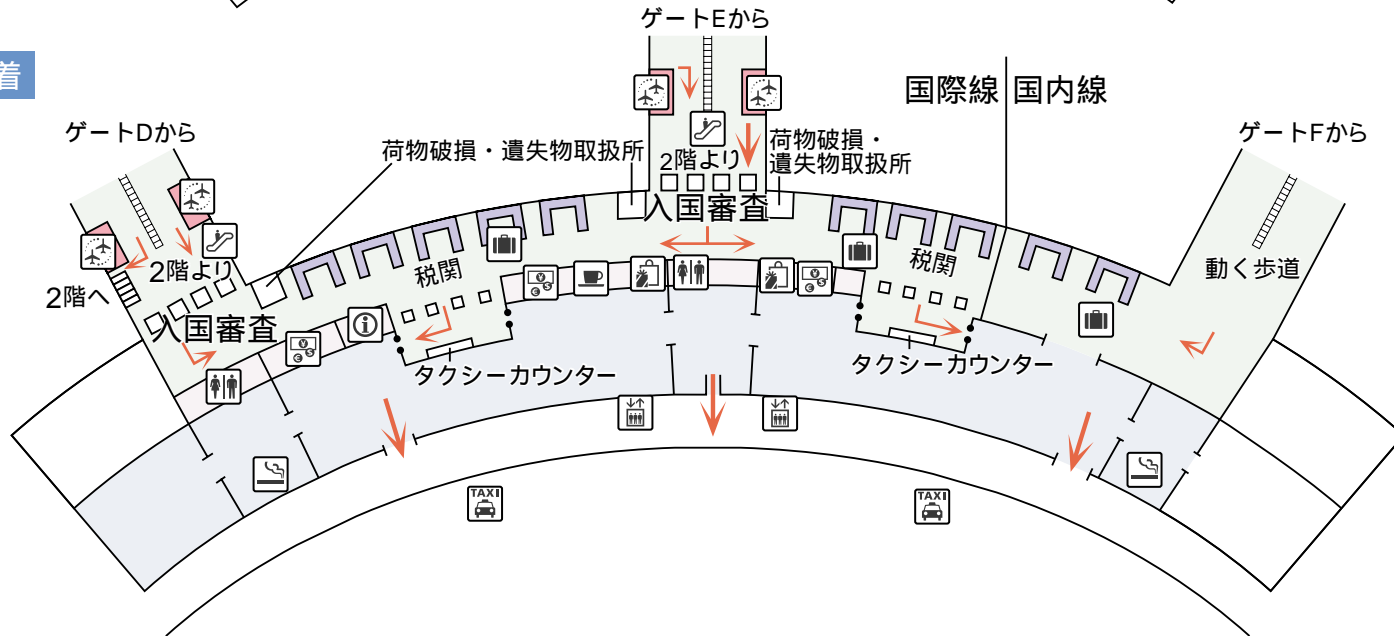 ゲートEから
着
国際線 国内線
ゲートDから
ゲートFから
荷物破損・遺失物取扱所
荷物破損・
遺失物取扱所
2階より
入国審査
2階より
2階へ
税関
税関
動く歩道
入国審査
タクシーカウンター
タクシーカウンター
TAXI
TAXI